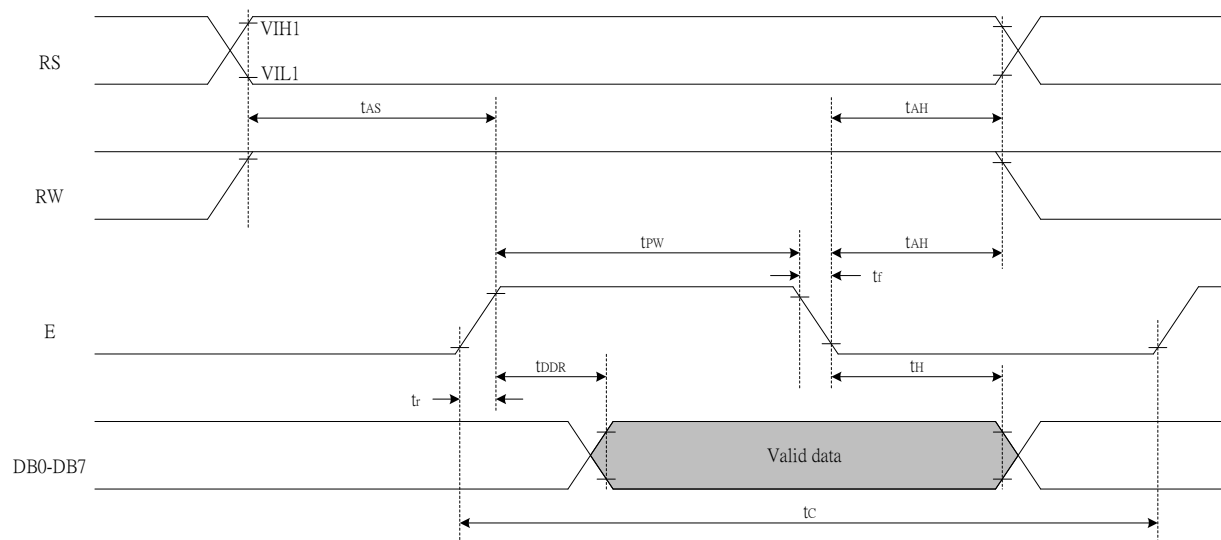 VIH1
RS
VIL1
tAS
tAH
RW
tPW
tAH
tf
E
tDDR
tH
tr
Valid data
DB0-DB7
tC